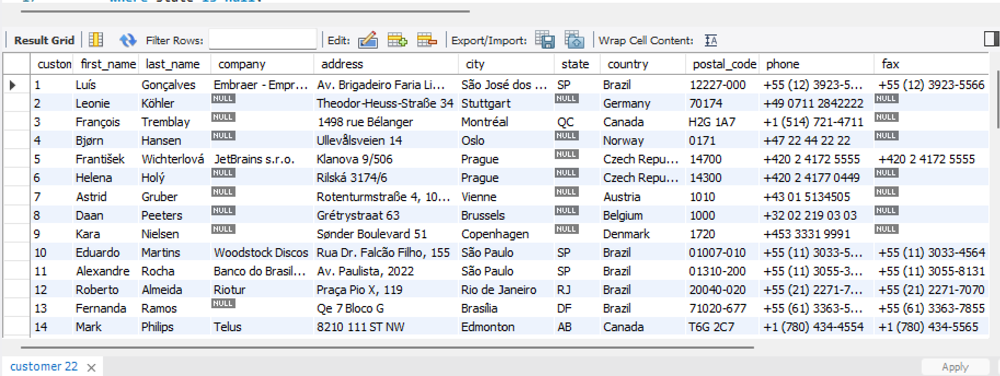 Result Grid Filter Rows: Edit: Export/Import: Wrap Cell Content: IA
custom first_name last_name company address city state country postal_code phone fax
1 Luís Gonçalves Embraer - Empr... Av. Brigadeiro Faria Li... São José dos ... SP Brazil 12227-000 +55 (12) 3923-5... +55 (12) 3923-5566
2 Leonie Köhler NULL Theodor-Heuss-Straße 34 Stuttgart NULL Germany 70174 +49 0711 2842222 NULL
3 François Tremblay NULL 1498 rue Bélanger Montréal QC Canada H2G 1A7 +1 (514) 721-4711 NULL
4 Bjørn Hansen NULL Ullevålsveien 14 Oslo NULL Norway 0171 +47 22 44 22 22 NULL
5 František Wichterlová JetBrains s.r.o. Klanova 9/506 Prague NULL Czech Repu... 14700 +420 2 4172 5555 +420 2 4172 5555
6 Helena Holý NULL Rilská 3174/6 Prague NULL Czech Repu... 14300 +420 2 4177 0449 NULL
7 Astrid Gruber NULL Rotenturmstraße 4, 10... Vienne NULL Austria 1010 +43 01 5134505 NULL
8 Daan Peeters NULL Grétrystraat 63 Brussels NULL Belgium 1000 +32 02 219 03 03 NULL
9 Kara Nielsen NULL Sønder Boulevard 51 Copenhagen NULL Denmark 1720 +453 3331 9991 NULL
10 Eduardo Martins Woodstock Discos Rua Dr. Falcão Filho, 155 São Paulo SP Brazil 01007-010 +55 (11) 3033-5... +55 (11) 3033-4564
11 Alexandre Rocha Banco do Brasil... Av. Paulista, 2022 São Paulo SP Brazil 01310-200 +55 (11) 3055-3... +55 (11) 3055-8131
12 Roberto Almeida Riotur Praça Pio X, 119 Rio de Janeiro RJ Brazil 20040-020 +55 (21) 2271-7... +55 (21) 2271-7070
13 Fernanda Ramos NULL Qe 7 Bloco G Brasília DF Brazil 71020-677 +55 (61) 3363-5... +55 (61) 3363-7855
14 Mark Philips Telus 8210 111 ST NW Edmonton AB Canada T6G 2C7 +1 (780) 434-4554 +1 (780) 434-5565
customer 22 Apply